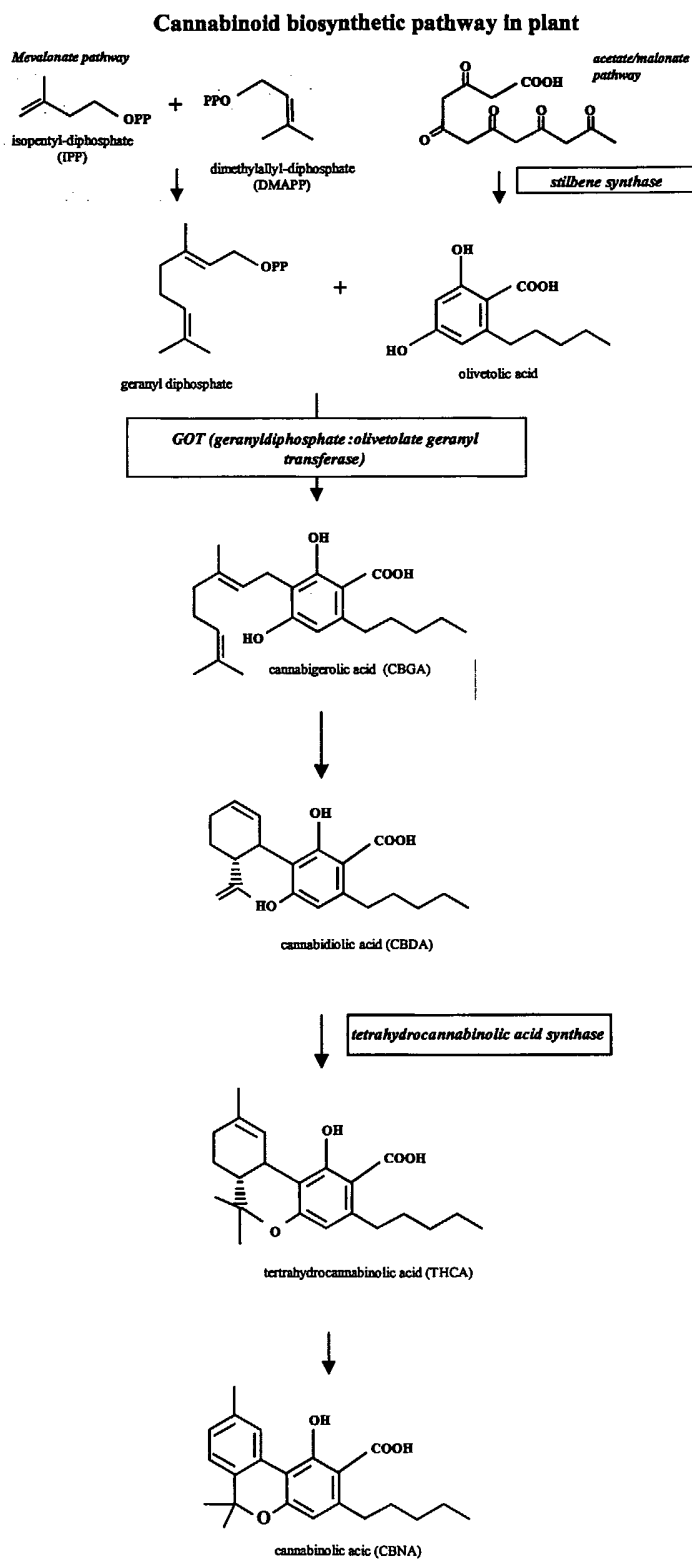 Cannabinoid biosynthetic pathway in plant
Mevalonate pathway
OPP
isopentyl-diphosphate
(IPP)
+
PPO
dimethylallyl-diphosphate
(DMAPP)
acetate/malonate
pathway
O
COOH
O
O
O
O
stilbene synthase
OPP
geranyl diphosphate
+
OH
COOH
HO
olivetolic acid
GOT (geranyldiphosphate:olivetolate geranyl
transferase)
OH
COOH
HO
cannabigerolic acid (CBGA)
OH
COOH
HO
cannabidiolic acid (CBDA)
tetrahydrocannabinolic acid synthase
OH
COOH
O
tertrahydrocannabinolic acid (THCA)
OH
COOH
O
cannabinolic acic (CBNA)